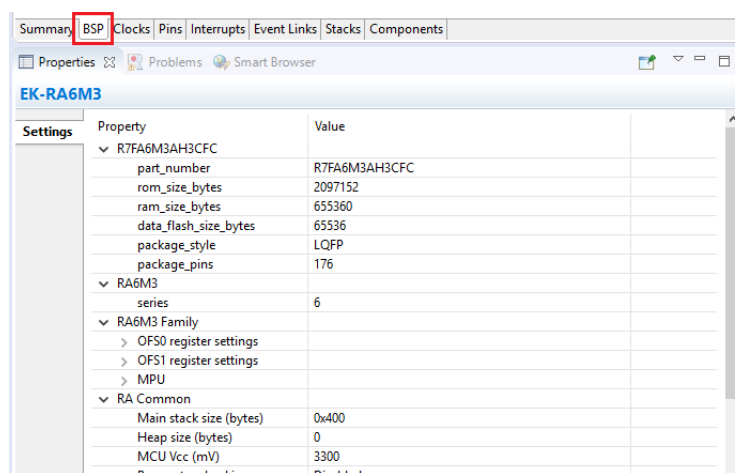 Summary BSP Clocks Pins Interrupts Event Links Stacks Components
Properties Problems Smart Browser
EK-RA6M3
Settings
Property Value
R7FA6M3AH3CFC
part_number R7FA6M3AH3CFC
rom_size_bytes 2097152
ram_size_bytes 655360
data_flash_size_bytes 65536
package_style LQFP
package_pins 176
RA6M3
series 6
RA6M3 Family
OFS0 register settings
OFS1 register settings
MPU
RA Common
Main stack size (bytes) 0x400
Heap size (bytes) 0
MCU Vcc (mV) 3300